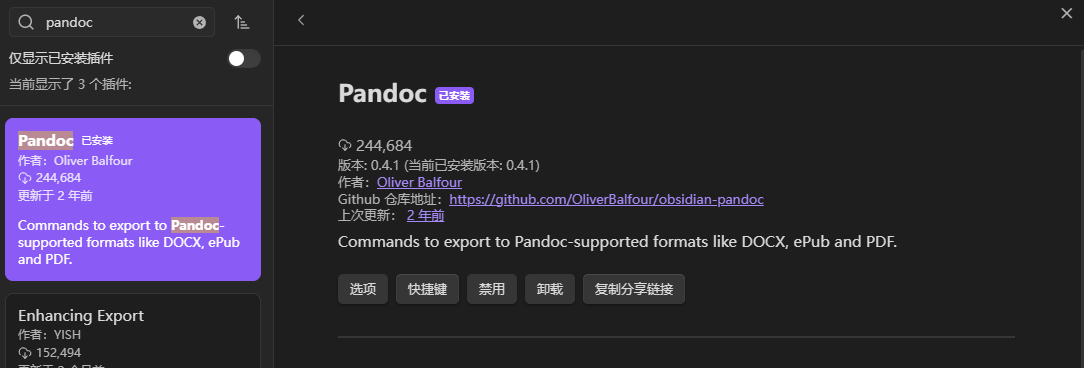 pandoc
仅显示已安装插件
当前显示了 3 个插件:
Pandoc 已安装
作者：Oliver Balfour
244,684
更新于 2 年前
Commands to export to Pandoc-
supported formats like DOCX, ePub
and PDF.
Enhancing Export
作者：YISH
152,494
Pandoc 已安装
244,684
版本: 0.4.1 (当前已安装版本: 0.4.1)
作者：Oliver Balfour
Github 仓库地址：https://github.com/OliverBalfour/obsidian-pandoc
上次更新： 2 年前
Commands to export to Pandoc-supported formats like DOCX, ePub and PDF.
选项 快捷键 禁用 卸载 复制分享链接